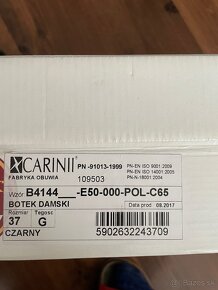 CARINII
FABRYKA OBUWIA
PN -91013-1999
109503
PN-EN ISO 9001:2009
PN-EN ISO 14001:2005
PN-N-18001:2004
Wzór B4144___-E50-000-POL-C65
BOTEK DAMSKI
Data prod 09.2017
Rozmiar Tęgość
37 G
CZARNY
5902632243709